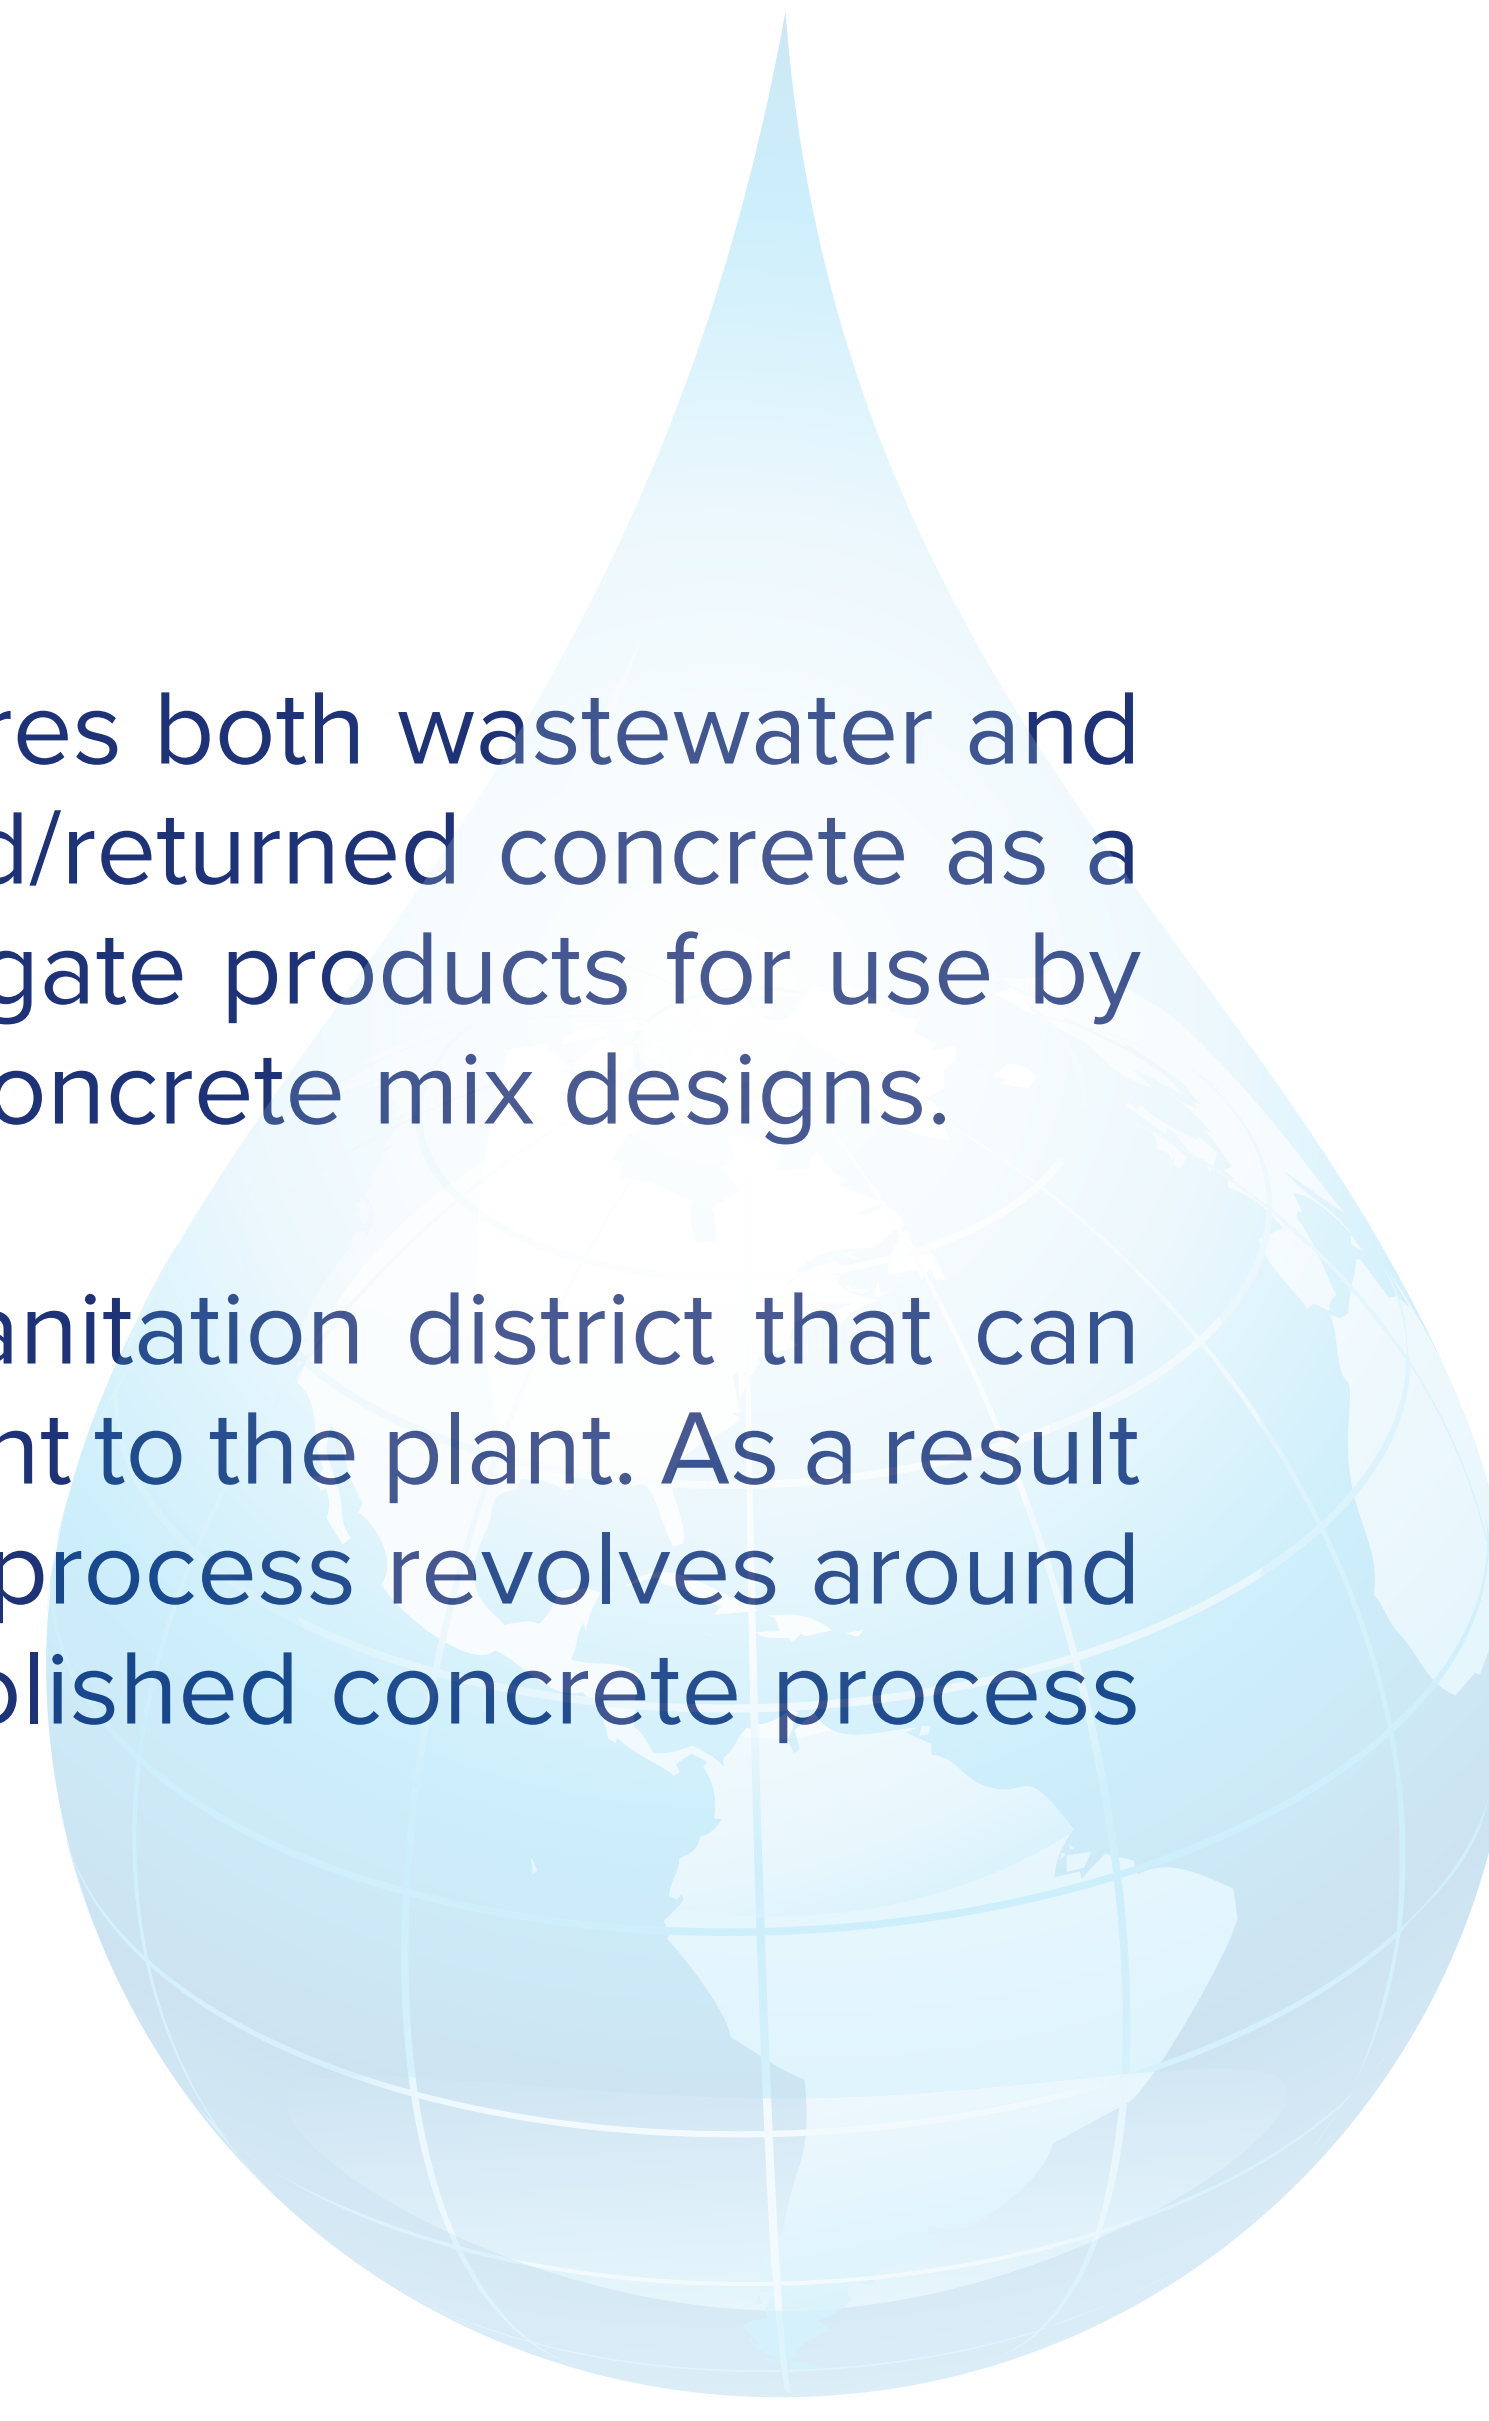 res both wastewater and
d/returned concrete as a
gate products for use by
oncrete mix designs.
anitation district that can
nt to the plant. As a result
process revolves around
lished concrete process